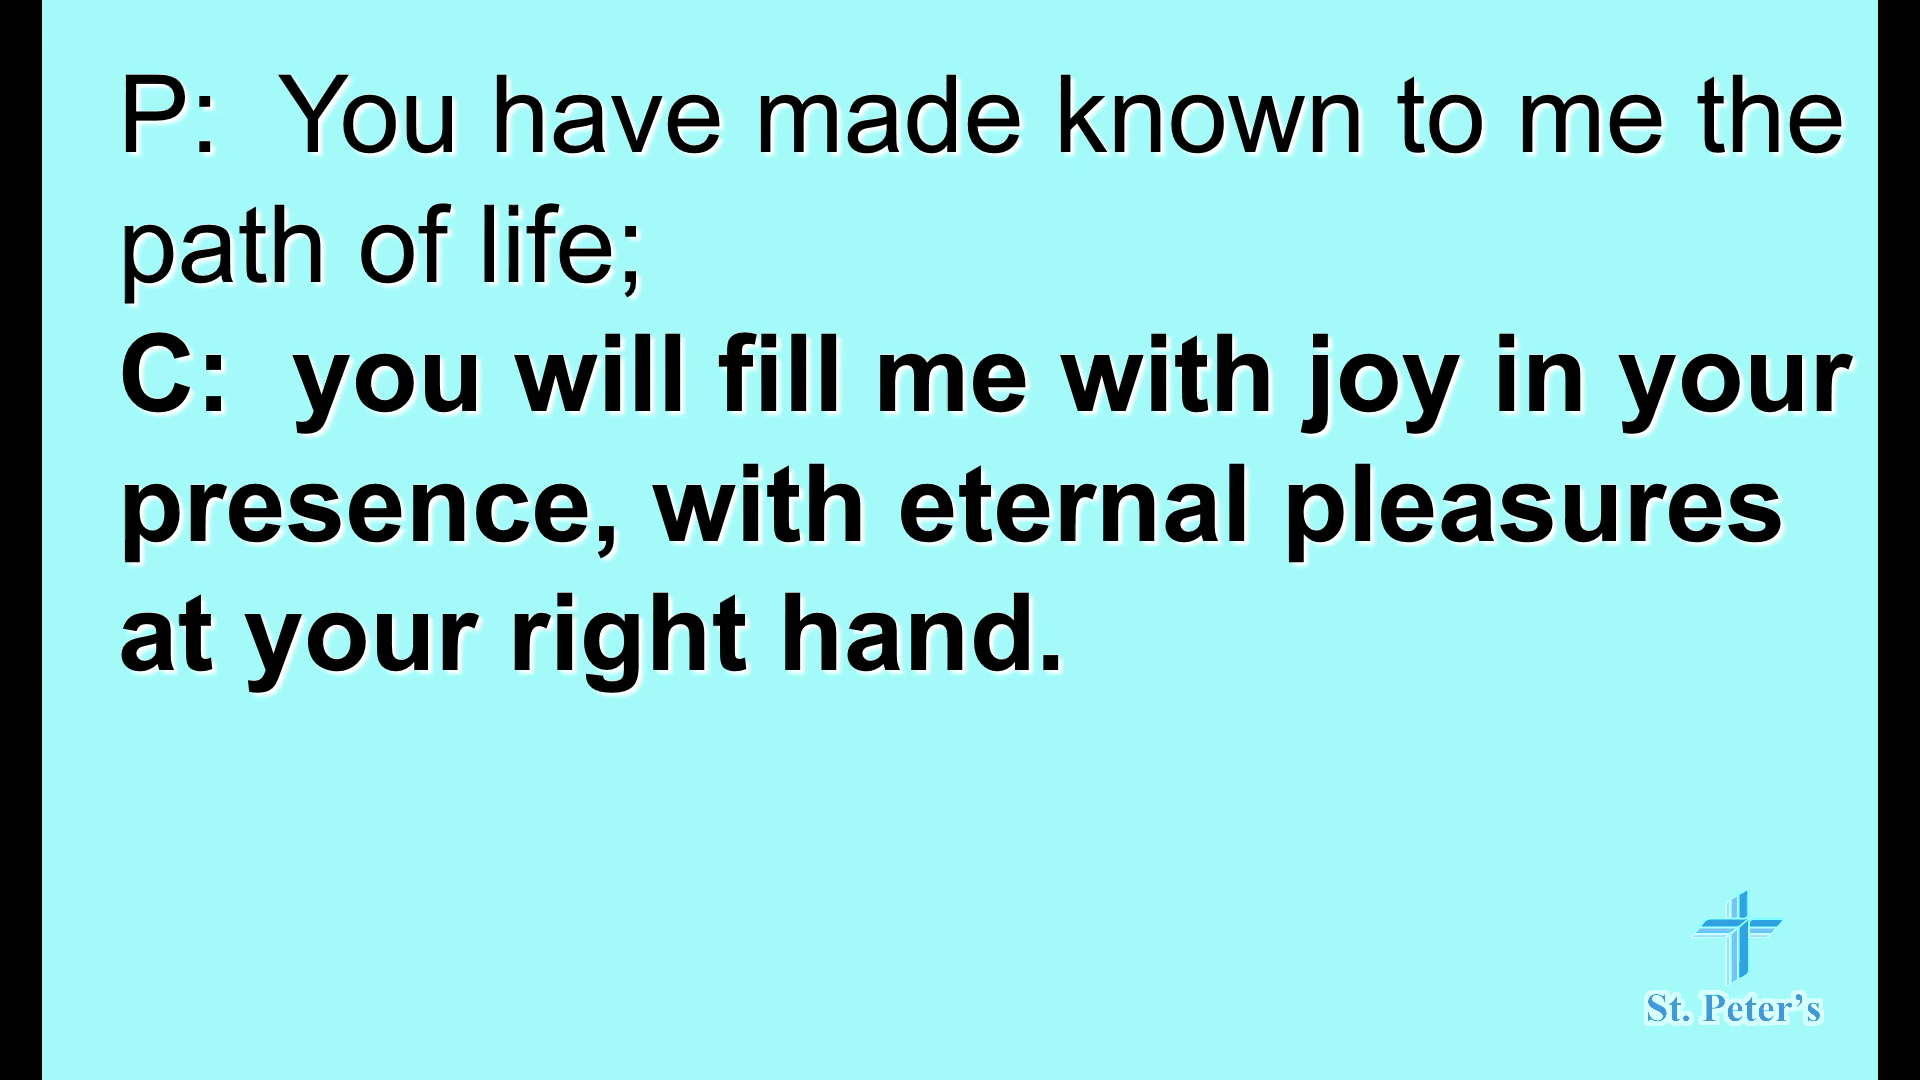 P:  You have made known to me the
path of life;
C:  you will fill me with joy in your
presence, with eternal pleasures
at your right hand.
St. Peter’s